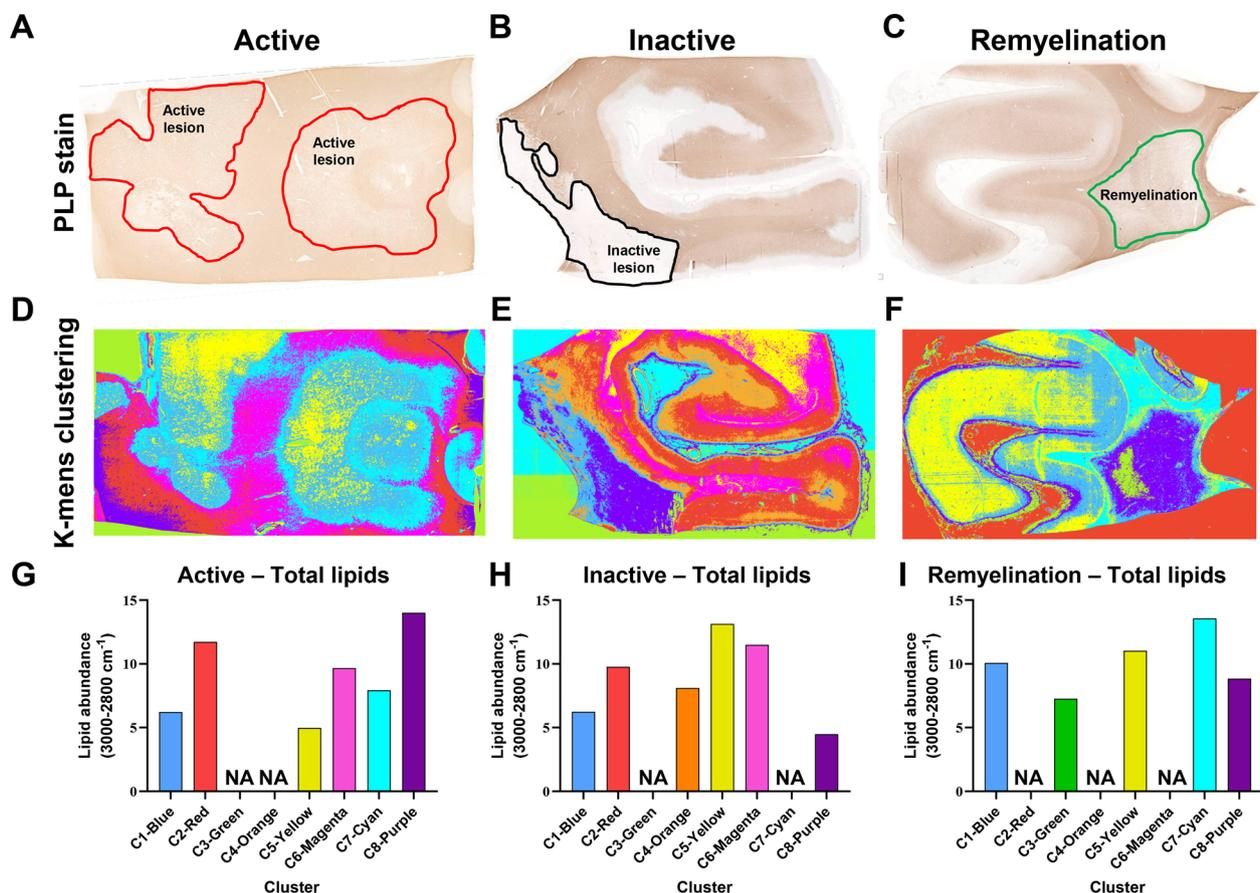 A
B
C
Active
Inactive
Remyelination
PLP stain
Active
lesion
Active
lesion
Inactive
lesion
Remyelination
D
E
F
K-mens clustering
G
Active – Total lipids
H
Inactive – Total lipids
I
Remyelination – Total lipids
Lipid abundance
(3000-2800 cm⁻¹)
15
10
5
0
NA
NA
C1-Blue
C2-Red
C3-Green
C4-Orange
C5-Yellow
C6-Magenta
C7-Cyan
C8-Purple
Cluster
Lipid abundance
(3000-2800 cm⁻¹)
15
10
5
0
NA
NA
C1-Blue
C2-Red
C3-Green
C4-Orange
C5-Yellow
C6-Magenta
C7-Cyan
C8-Purple
Cluster
Lipid abundance
(3000-2800 cm⁻¹)
15
10
5
0
NA
NA
NA
C1-Blue
C2-Red
C3-Green
C4-Orange
C5-Yellow
C6-Magenta
C7-Cyan
C8-Purple
Cluster